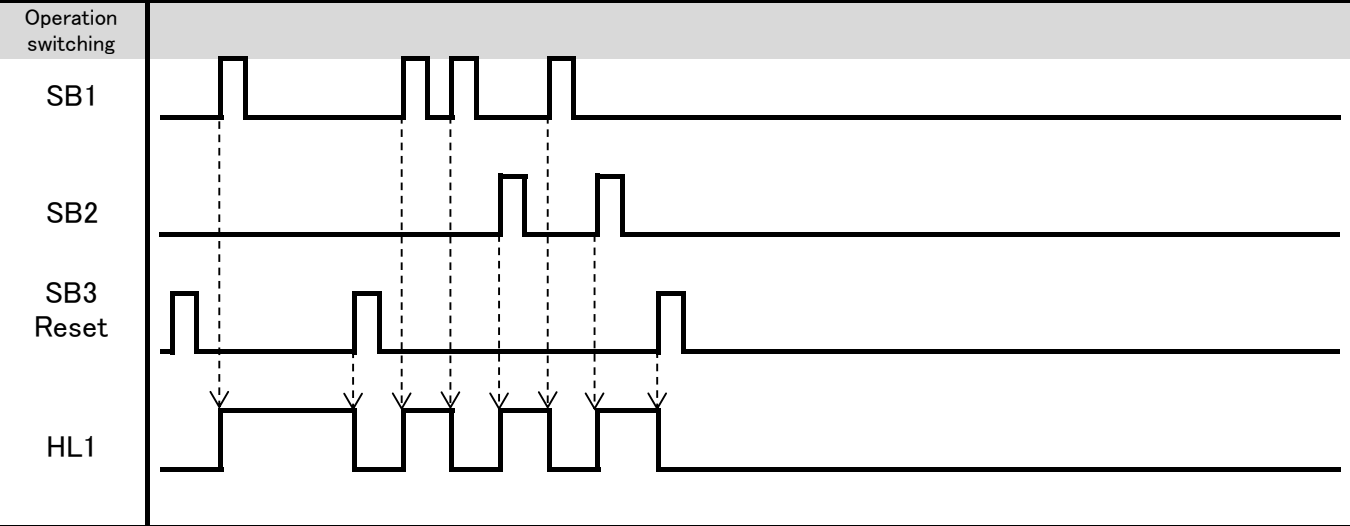 Operation
switching
SB1
SB2
SB3
Reset
HL1